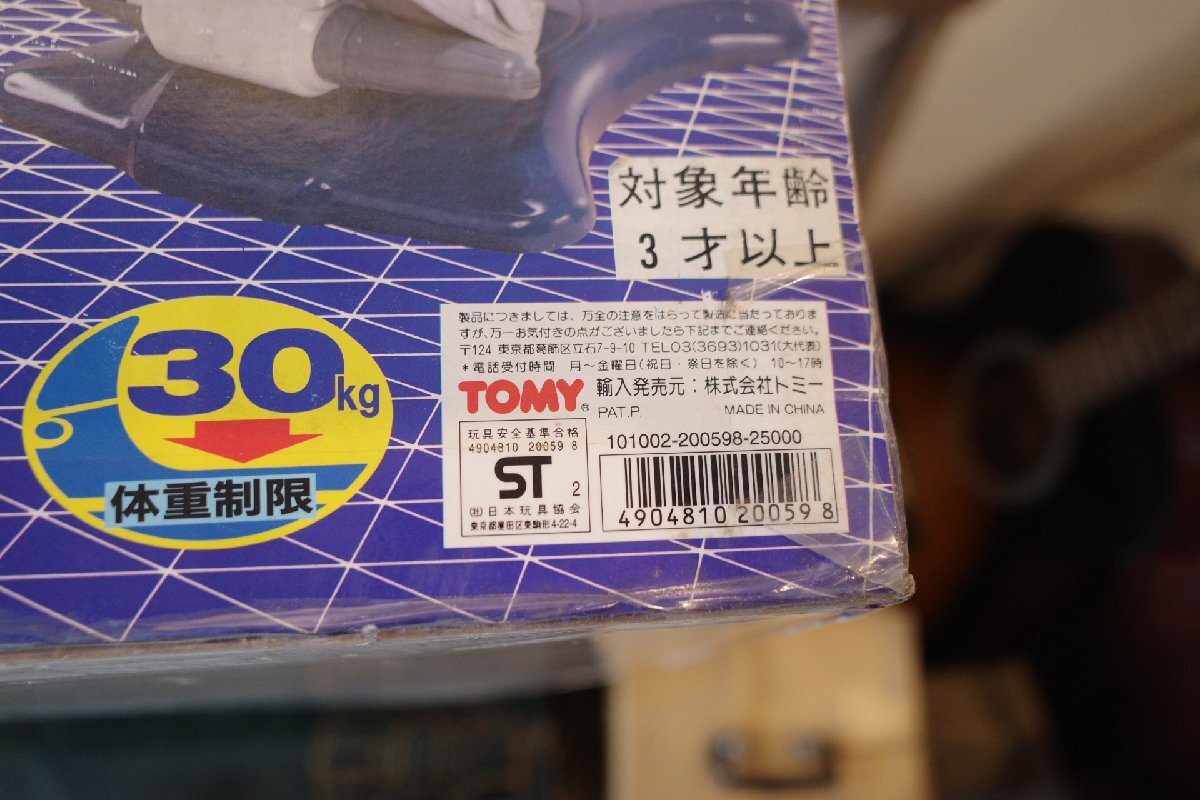 対象年齢
3才以上
30kg
体重制限
製品につきましては、万全の注意をはらって製造に当たっておりま
すが、万一お気付きの点がございましたら下記までご連絡ください。
〒124 東京都葛飾区立石7-9-10 TEL03(3693)1031(大代表)
*電話受付時間 月〜金曜日(祝日・祭日を除く) 10〜17時
TOMY® 輸入発売元:株式会社トミー
PAT.P. MADE IN CHINA
玩具安全基準合格
4904810 20059 8
ST 2
(社)日本玩具協会
東京都墨田区東駒形4-22-4
101002-200598-25000
4904810 200598